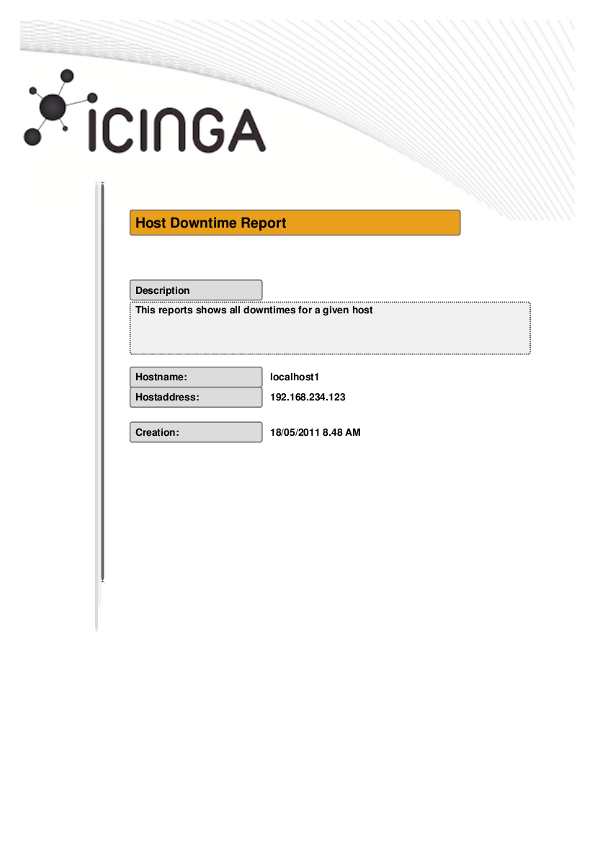 ICINGA
Host Downtime Report
Description
This reports shows all downtimes for a given host
Hostname: localhost1
Hostaddress: 192.168.234.123
Creation: 18/05/2011 8.48 AM